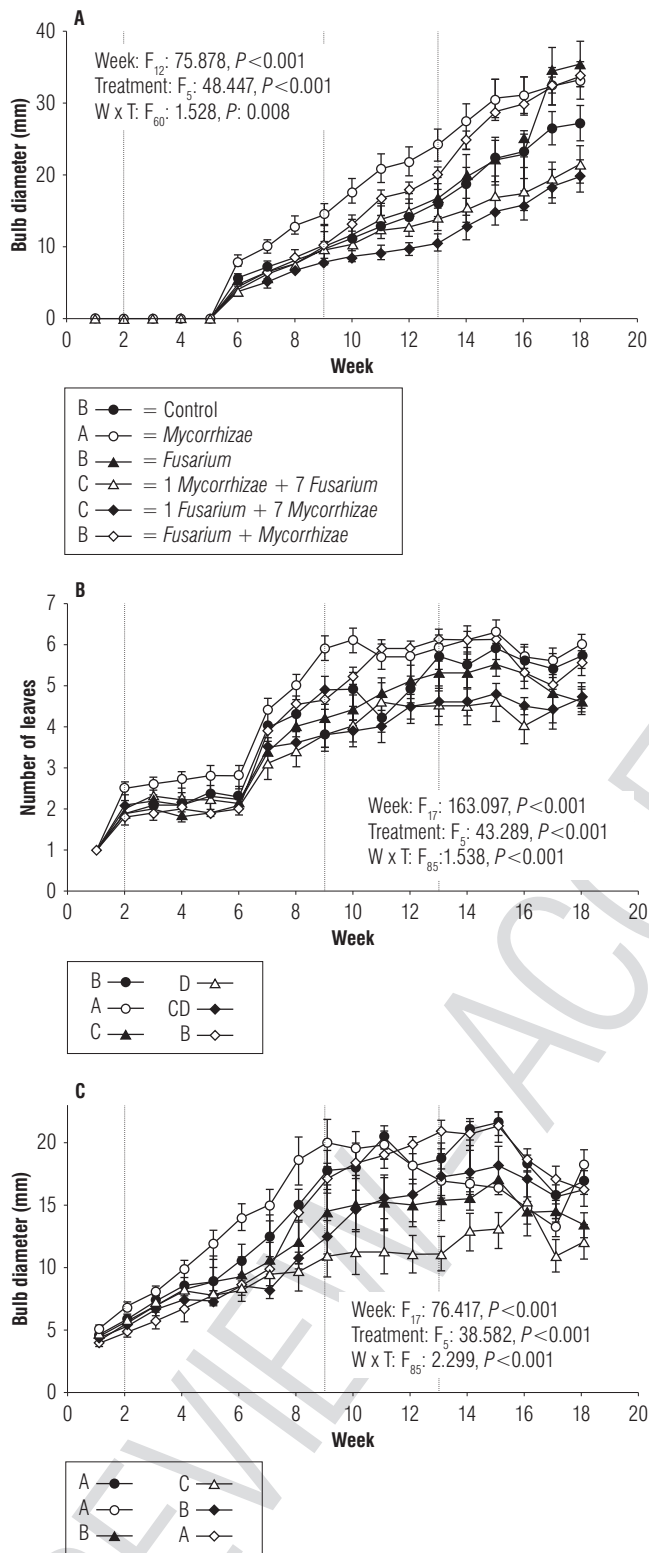 A
40
30
20
10
0
Bulb diameter (mm)
Week: F12: 75.878, P<0.001
Treatment: F5: 48.447, P<0.001
W x T: F60: 1.528, P: 0.008
0 2 4 6 8 10 12 14 16 18 20
Week
B = Control
A = Mycorrhizae
B = Fusarium
C = 1 Mycorrhizae + 7 Fusarium
C = 1 Fusarium + 7 Mycorrhizae
B = Fusarium + Mycorrhizae
B
7
6
5
4
3
2
1
0
Number of leaves
Week: F17: 163.097, P<0.001
Treatment: F5: 43.289, P<0.001
W x T: F85:1.538, P<0.001
0 2 4 6 8 10 12 14 16 18 20
Week
B D
A CD
C B
C
20
15
10
5
0
Bulb diameter (mm)
Week: F17: 76.417, P<0.001
Treatment: F5: 38.582, P<0.001
W x T: F85: 2.299, P<0.001
0 2 4 6 8 10 12 14 16 18 20
Week
A C
A B
B A